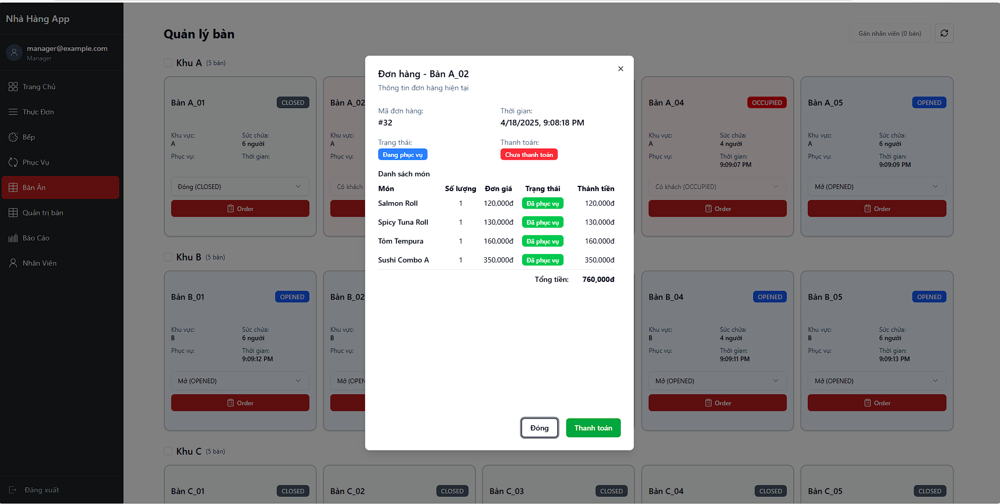 Nhà Hàng App
manager@example.com
Manager
Trang Chủ
Thực Đơn
Bếp
Phục Vụ
Bàn Ăn
Quản trị bàn
Báo Cáo
Nhân Viên
Đăng xuất
Quản lý bàn
Gán nhân viên (0 bàn)
Khu A (5 bàn)
Bàn A_01 CLOSED
Khu vực: Sức chứa:
A 6 người
Phục vụ: Thời gian:
Đóng (CLOSED)
Order
Bàn A_02
Khu vực:
A
Phục vụ:
Có khách
Bàn A_04 OCCUPIED
Khu vực: Sức chứa:
A 4 người
Phục vụ: Thời gian:
9:09:07 PM
Có khách (OCCUPIED)
Order
Bàn A_05 OPENED
Khu vực: Sức chứa:
A 6 người
Phục vụ: Thời gian:
9:09:09 PM
Mở (OPENED)
Order
Khu B (5 bàn)
Bàn B_01 OPENED
Khu vực: Sức chứa:
B 6 người
Phục vụ: Thời gian:
9:09:12 PM
Mở (OPENED)
Order
Bàn B_02
Khu vực:
B
Phục vụ:
Mở (OPEN
Bàn B_04 OPENED
Khu vực: Sức chứa:
B 4 người
Phục vụ: Thời gian:
9:09:11 PM
Mở (OPENED)
Order
Bàn B_05 OPENED
Khu vực: Sức chứa:
B 6 người
Phục vụ: Thời gian:
9:09:13 PM
Mở (OPENED)
Order
Khu C (5 bàn)
Bàn C_01 CLOSED
Bàn C_02 CLOSED
Bàn C_03 CLOSED
Bàn C_04 CLOSED
Bàn C_05 CLOSED
Đơn hàng - Bàn A_02
Thông tin đơn hàng hiện tại
Mã đơn hàng: Thời gian:
#32 4/18/2025, 9:08:18 PM
Trạng thái: Thanh toán:
Đang phục vụ Chưa thanh toán
Danh sách món
Món Số lượng Đơn giá Trạng thái Thành tiền
Salmon Roll 1 120,000đ Đã phục vụ 120,000đ
Spicy Tuna Roll 1 130,000đ Đã phục vụ 130,000đ
Tôm Tempura 1 160,000đ Đã phục vụ 160,000đ
Sushi Combo A 1 350,000đ Đã phục vụ 350,000đ
Tổng tiền: 760,000đ
Đóng Thanh toán